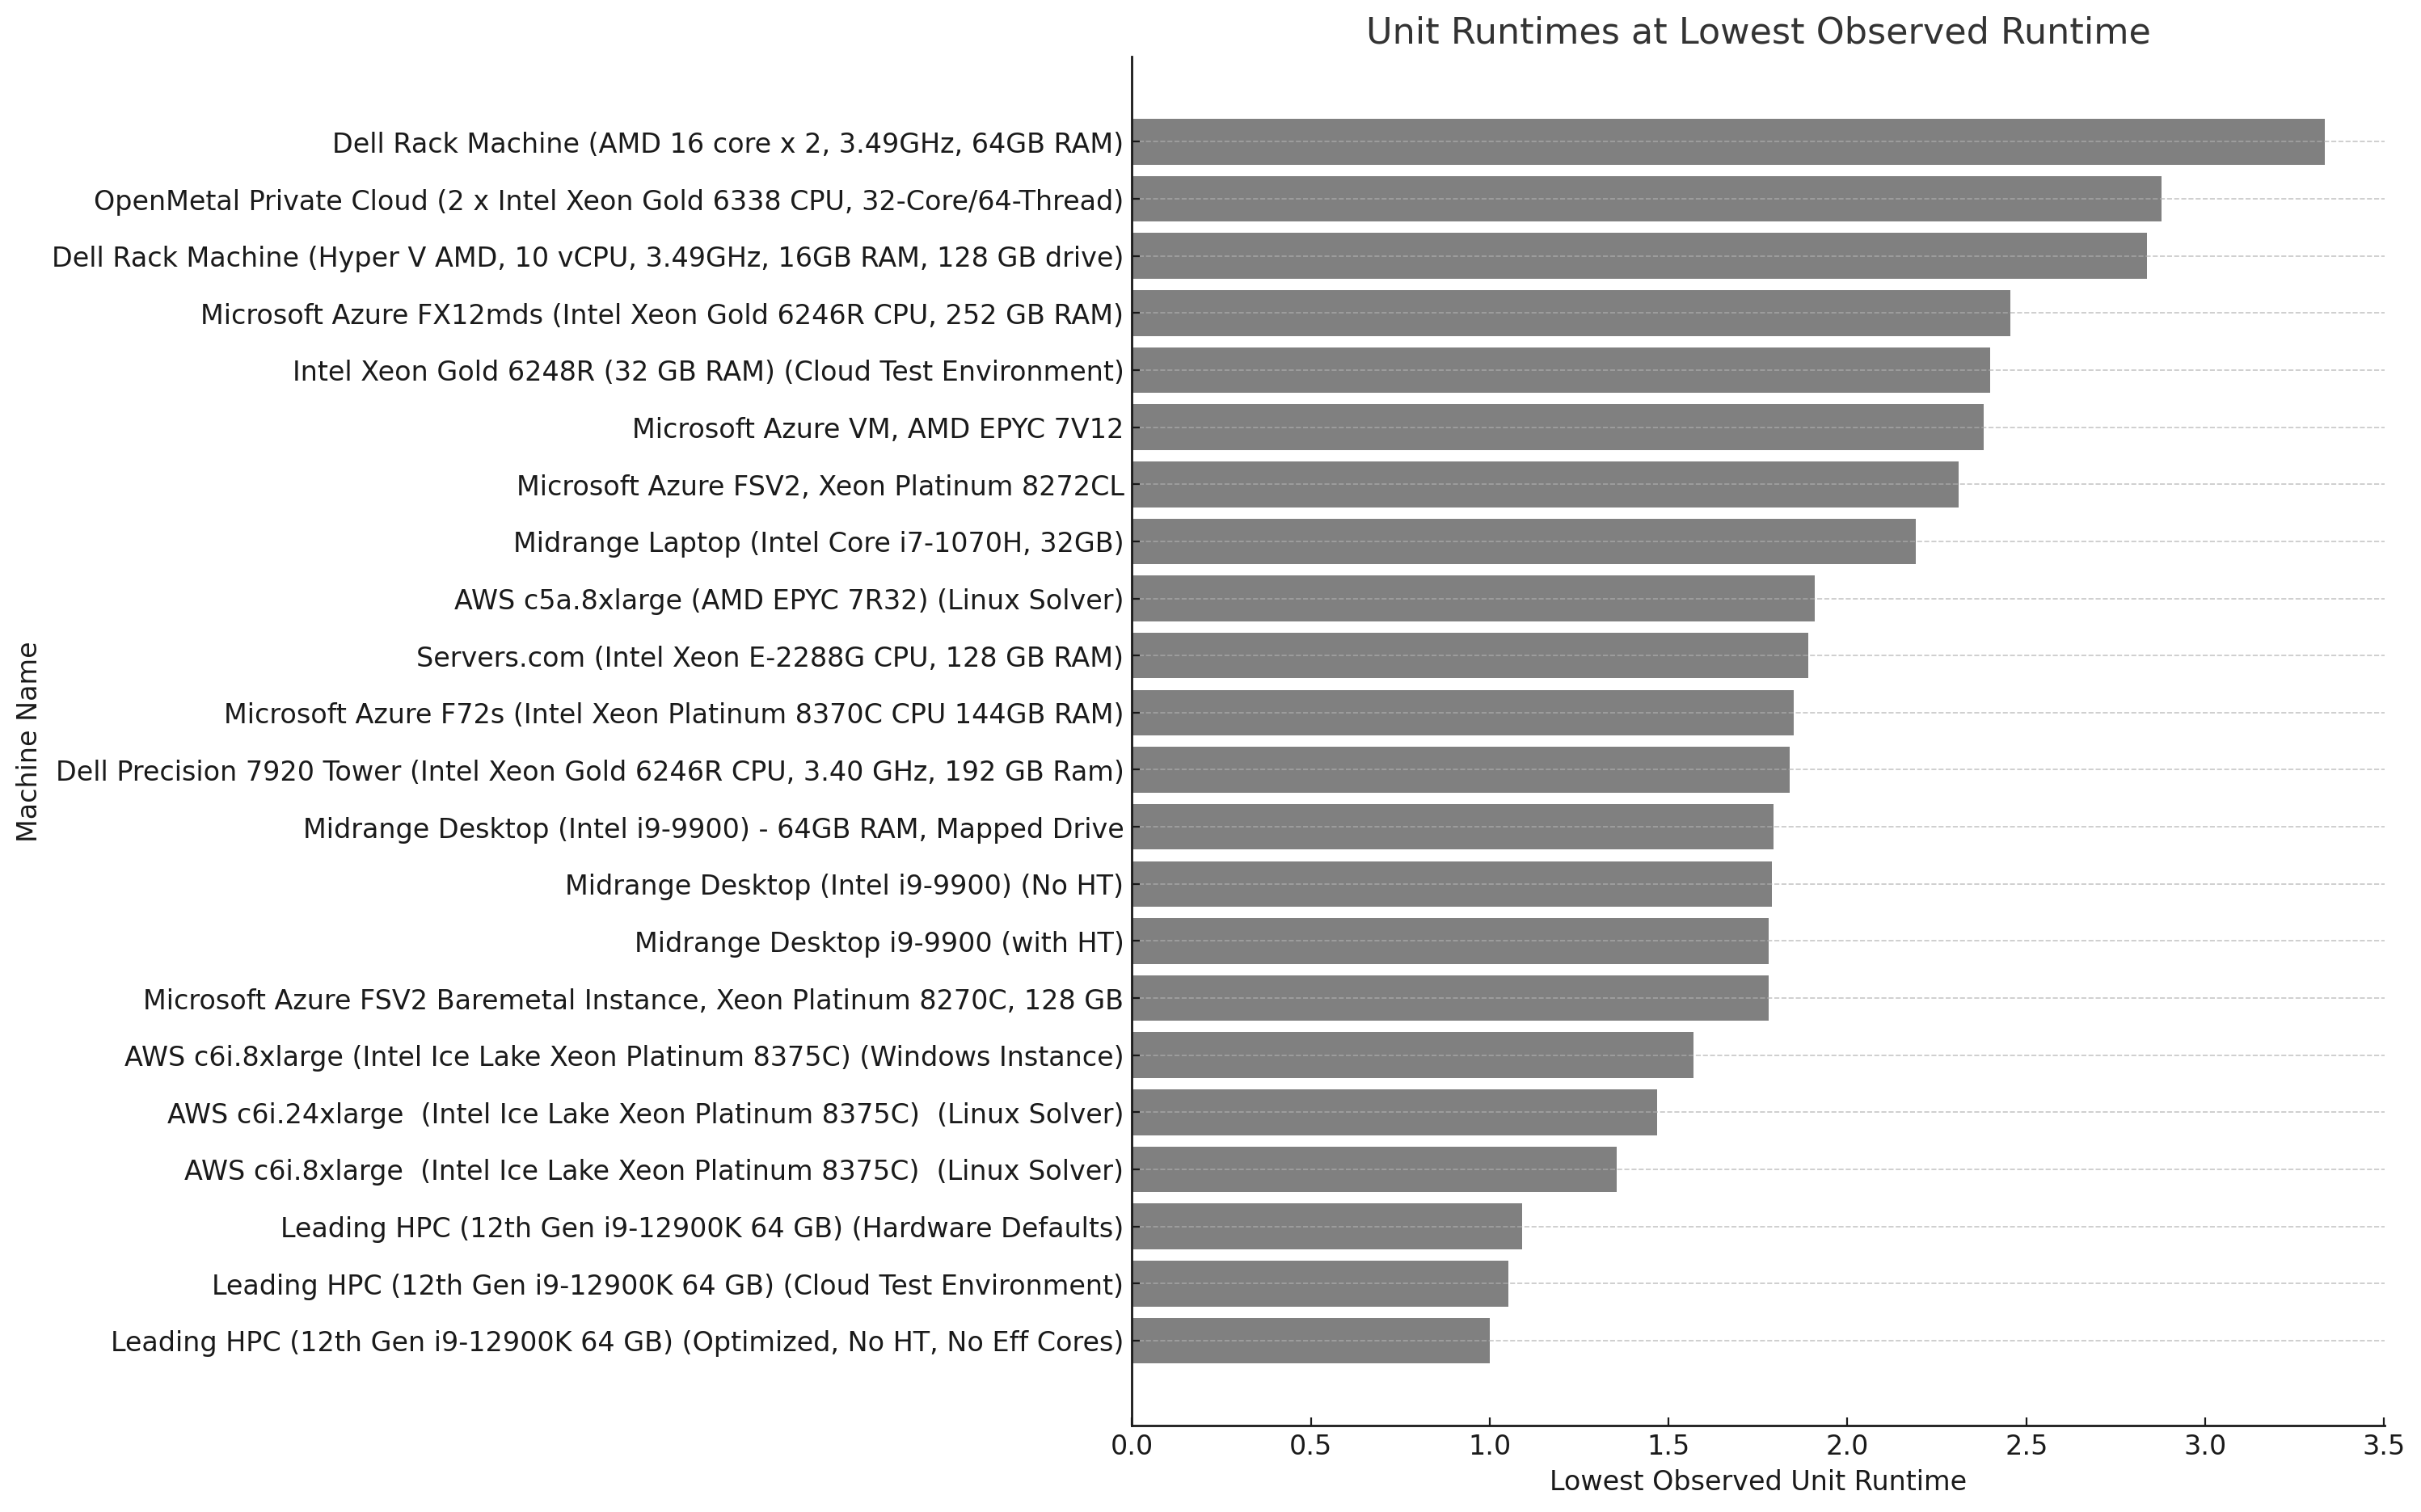 Unit Runtimes at Lowest Observed Runtime
Dell Rack Machine (AMD 16 core x 2, 3.49GHz, 64GB RAM)
OpenMetal Private Cloud (2 x Intel Xeon Gold 6338 CPU, 32-Core/64-Thread)
Dell Rack Machine (Hyper V AMD, 10 vCPU, 3.49GHz, 16GB RAM, 128 GB drive)
Microsoft Azure FX12mds (Intel Xeon Gold 6246R CPU, 252 GB RAM)
Intel Xeon Gold 6248R (32 GB RAM) (Cloud Test Environment)
Microsoft Azure VM, AMD EPYC 7V12
Microsoft Azure FSV2, Xeon Platinum 8272CL
Midrange Laptop (Intel Core i7-1070H, 32GB)
AWS c5a.8xlarge (AMD EPYC 7R32) (Linux Solver)
Servers.com (Intel Xeon E-2288G CPU, 128 GB RAM)
Microsoft Azure F72s (Intel Xeon Platinum 8370C CPU 144GB RAM)
Dell Precision 7920 Tower (Intel Xeon Gold 6246R CPU, 3.40 GHz, 192 GB Ram)
Midrange Desktop (Intel i9-9900) - 64GB RAM, Mapped Drive
Midrange Desktop (Intel i9-9900) (No HT)
Midrange Desktop i9-9900 (with HT)
Microsoft Azure FSV2 Baremetal Instance, Xeon Platinum 8270C, 128 GB
AWS c6i.8xlarge (Intel Ice Lake Xeon Platinum 8375C) (Windows Instance)
AWS c6i.24xlarge  (Intel Ice Lake Xeon Platinum 8375C)  (Linux Solver)
AWS c6i.8xlarge  (Intel Ice Lake Xeon Platinum 8375C)  (Linux Solver)
Leading HPC (12th Gen i9-12900K 64 GB) (Hardware Defaults)
Leading HPC (12th Gen i9-12900K 64 GB) (Cloud Test Environment)
Leading HPC (12th Gen i9-12900K 64 GB) (Optimized, No HT, No Eff Cores)
Machine Name
0.0 0.5 1.0 1.5 2.0 2.5 3.0 3.5
Lowest Observed Unit Runtime